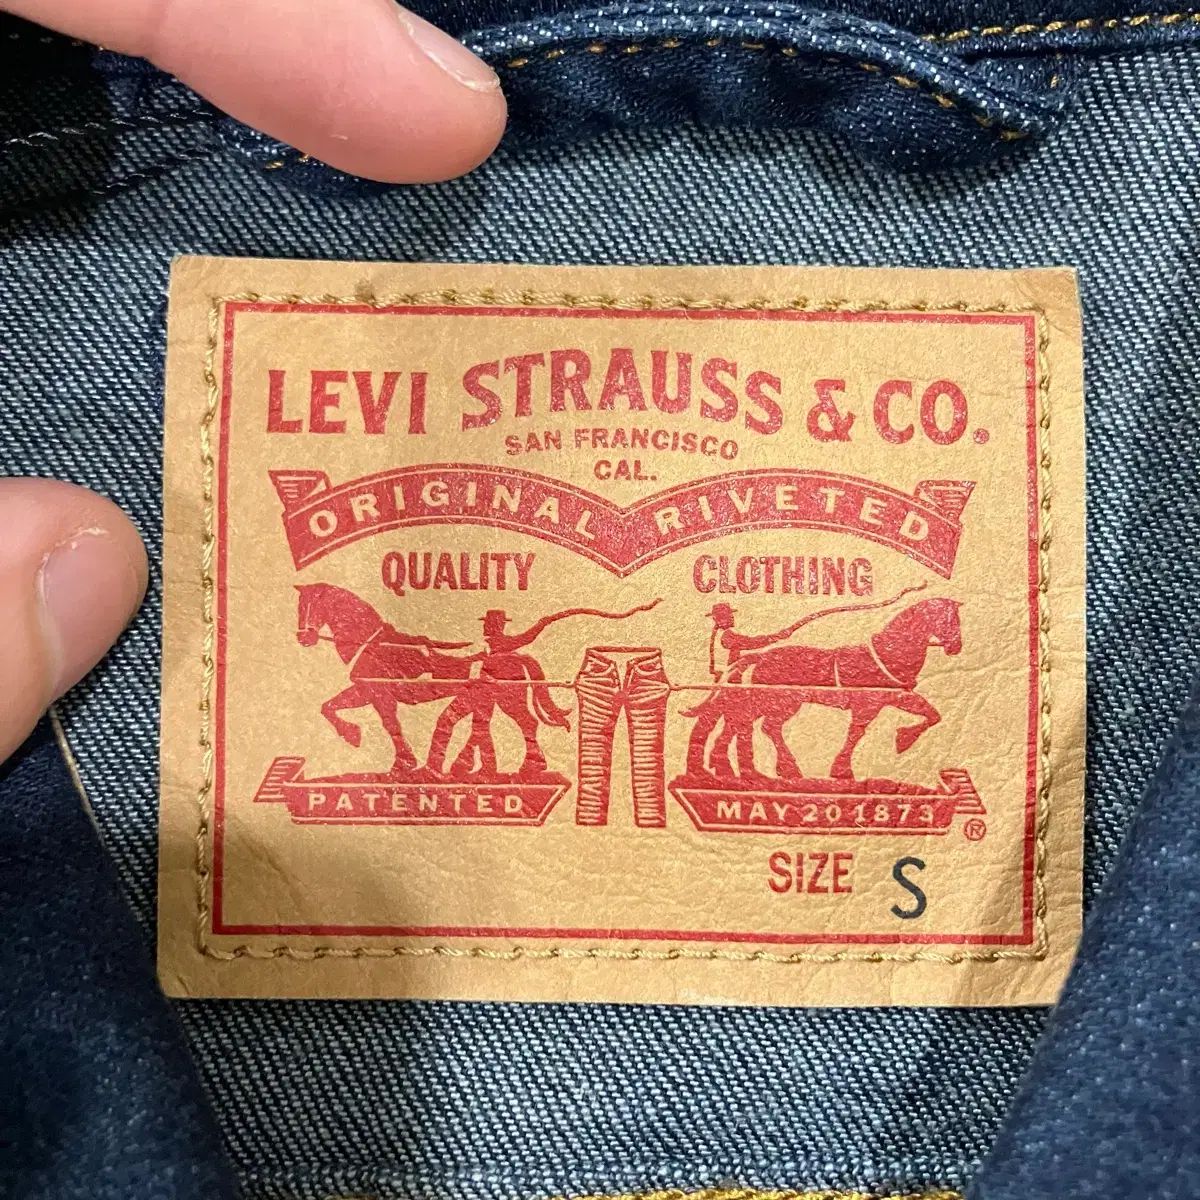 LEVI STRAUSS & CO.
SAN FRANCISCO
CAL.
ORIGINAL RIVETED
QUALITY CLOTHING
PATENTED MAY 20 1873
®
SIZE S